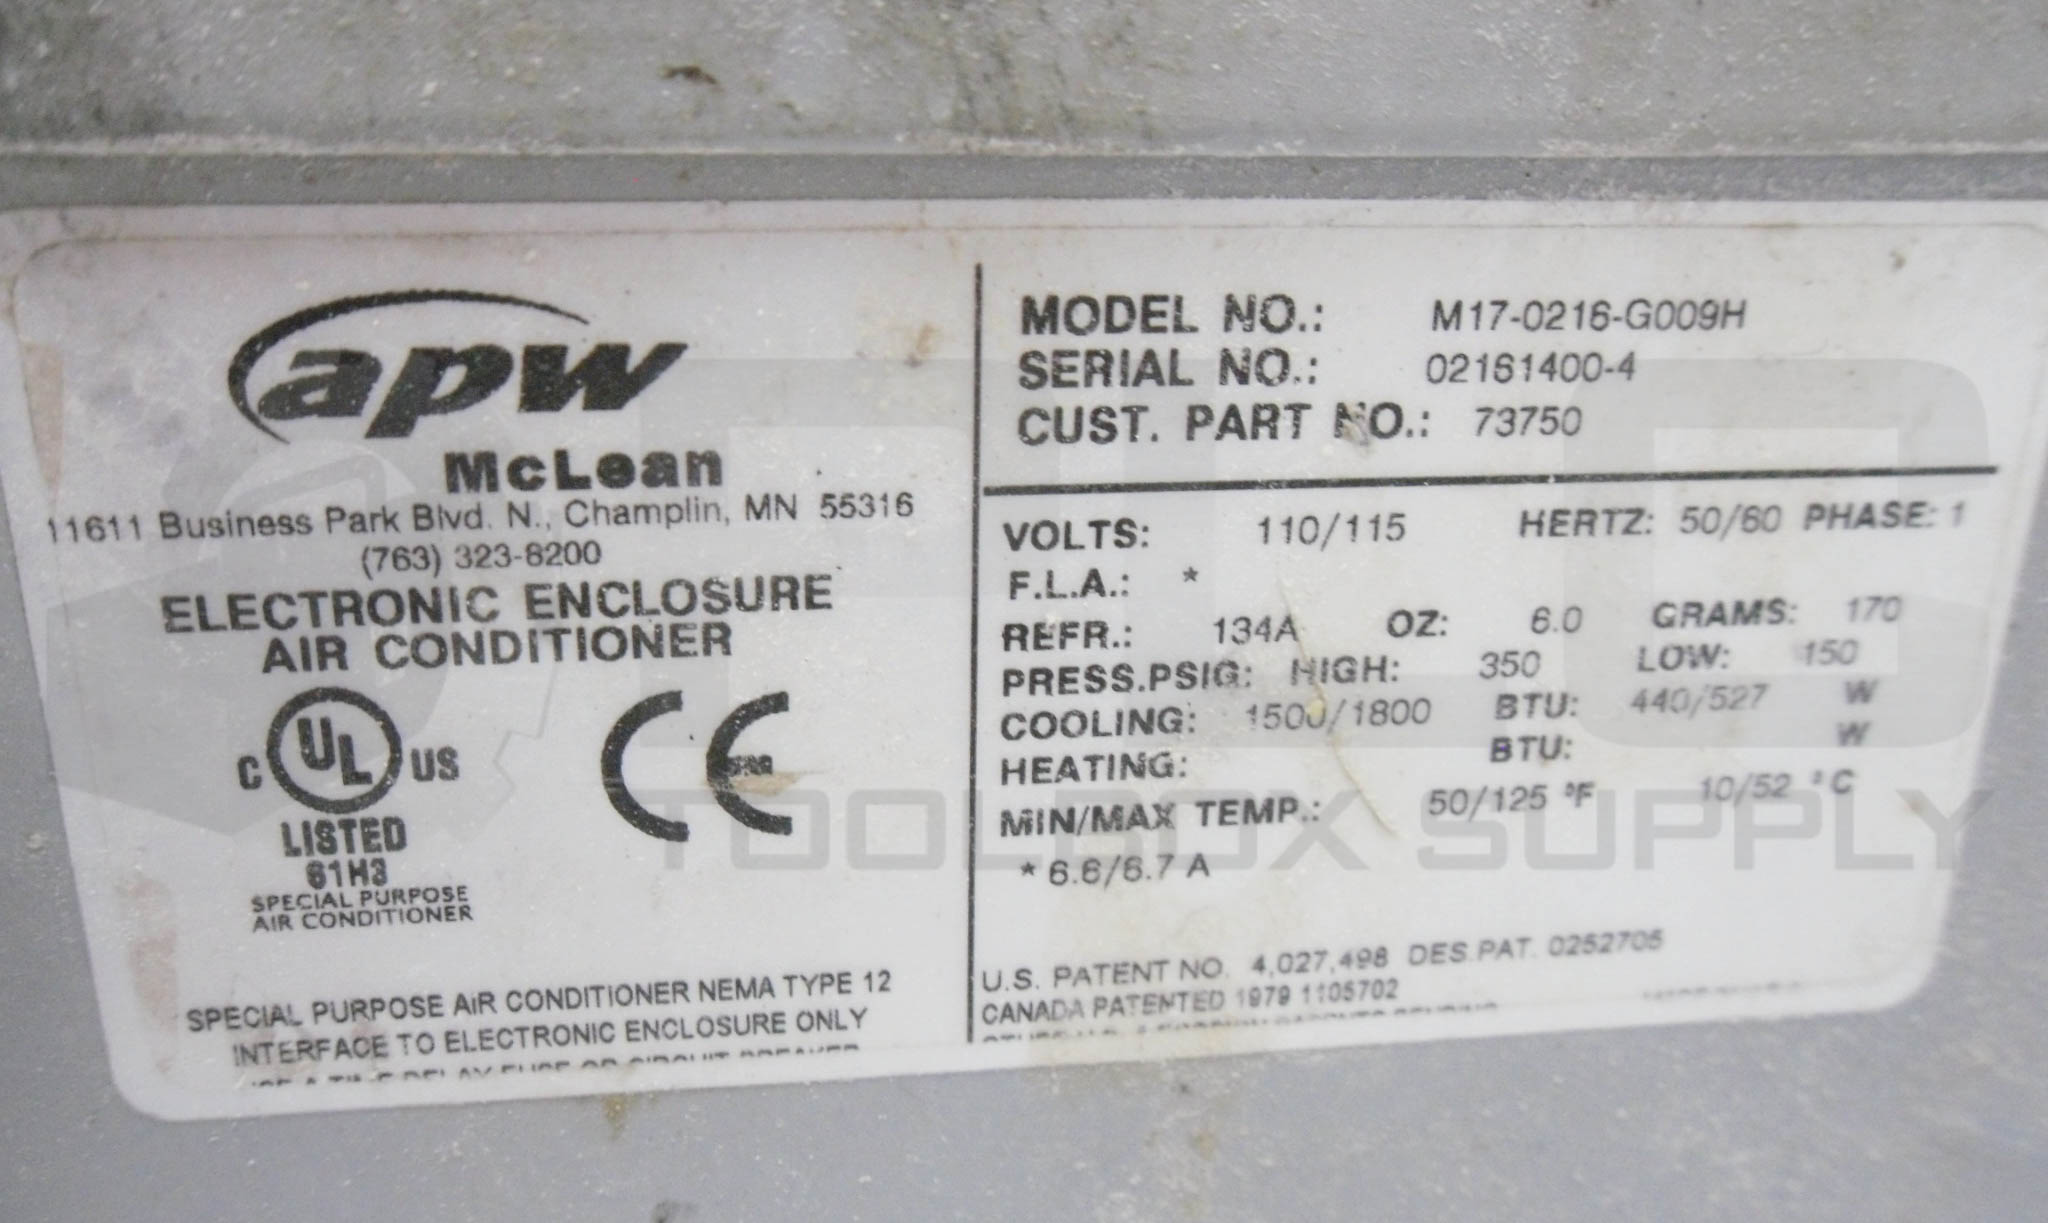 apw
McLean
11611 Business Park Blvd. N., Champlin, MN 55316
(763) 323-8200
ELECTRONIC ENCLOSURE
AIR CONDITIONER
C UL US
LISTED
61H3
SPECIAL PURPOSE
AIR CONDITIONER
CE
SPECIAL PURPOSE AIR CONDITIONER NEMA TYPE 12
INTERFACE TO ELECTRONIC ENCLOSURE ONLY
MODEL NO.: M17-0216-G009H
SERIAL NO.: 02161400-4
CUST. PART NO.: 73750
VOLTS: 110/115 HERTZ: 50/60 PHASE: 1
F.L.A.: *
REFR.: 134A OZ: 6.0 GRAMS: 170
PRESS.PSIG: HIGH: 350 LOW: 150
COOLING: 1500/1800 BTU: 440/527 W
HEATING: BTU: W
MIN/MAX TEMP.: 50/125 °F 10/52 °C
* 6.6/6.7 A
U.S. PATENT NO. 4,027,498 DES.PAT. 0252705
CANADA PATENTED 1979 1105702
PLC
TOOLBOX SUPPLY